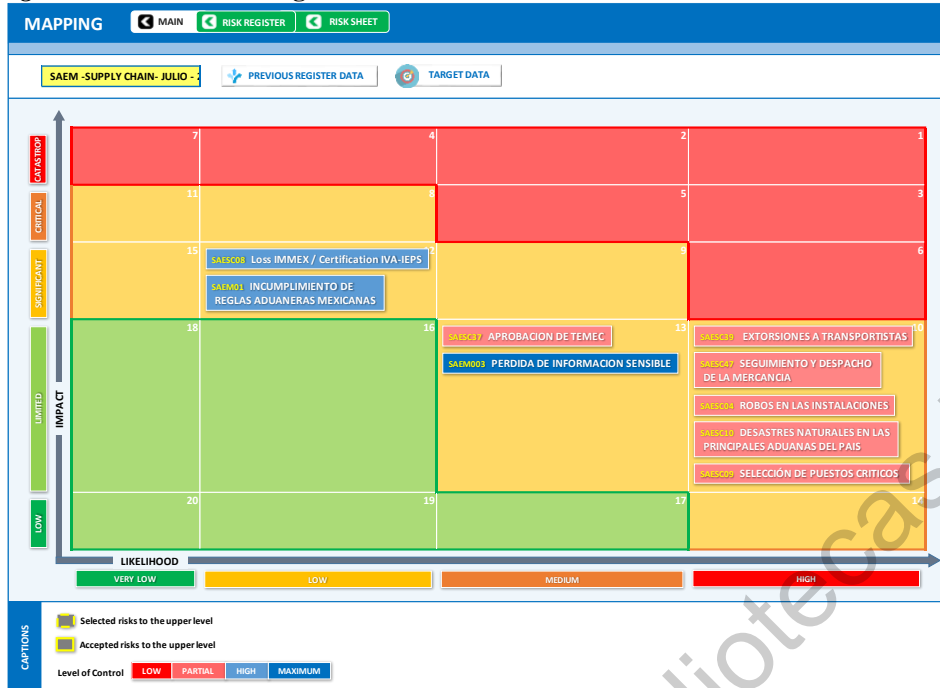 MAPPING
MAIN
RISK REGISTER
RISK SHEET
SAEM -SUPPLY CHAIN- JULIO -
PREVIOUS REGISTER DATA
TARGET DATA
CATASTROP
7
4
2
1
CRITICAL
11
8
5
3
SIGNIFICANT
15
9
6
SAESC08 Loss IMMEX / Certification IVA-IEPS
SAEM01 INCUMPLIMIENTO DE
REGLAS ADUANERAS MEXICANAS
LIMITED
IMPACT
18
16
13
10
SAESC37 APROBACION DE TEMEC
SAEM003 PERDIDA DE INFORMACION SENSIBLE
SAESC39 EXTORSIONES A TRANSPORTISTAS
SAESC47 SEGUIMIENTO Y DESPACHO
DE LA MERCANCIA
SAESC04 ROBOS EN LAS INSTALACIONES
SAESC10 DESASTRES NATURALES EN LAS
PRINCIPALES ADUANAS DEL PAIS
SAESC09 SELECCIÓN DE PUESTOS CRITICOS
LOW
20
19
17
14
LIKELIHOOD
VERY LOW
LOW
MEDIUM
HIGH
CAPTIONS
Selected risks to the upper level
Accepted risks to the upper level
Level of Control
LOW
PARTIAL
HIGH
MAXIMUM